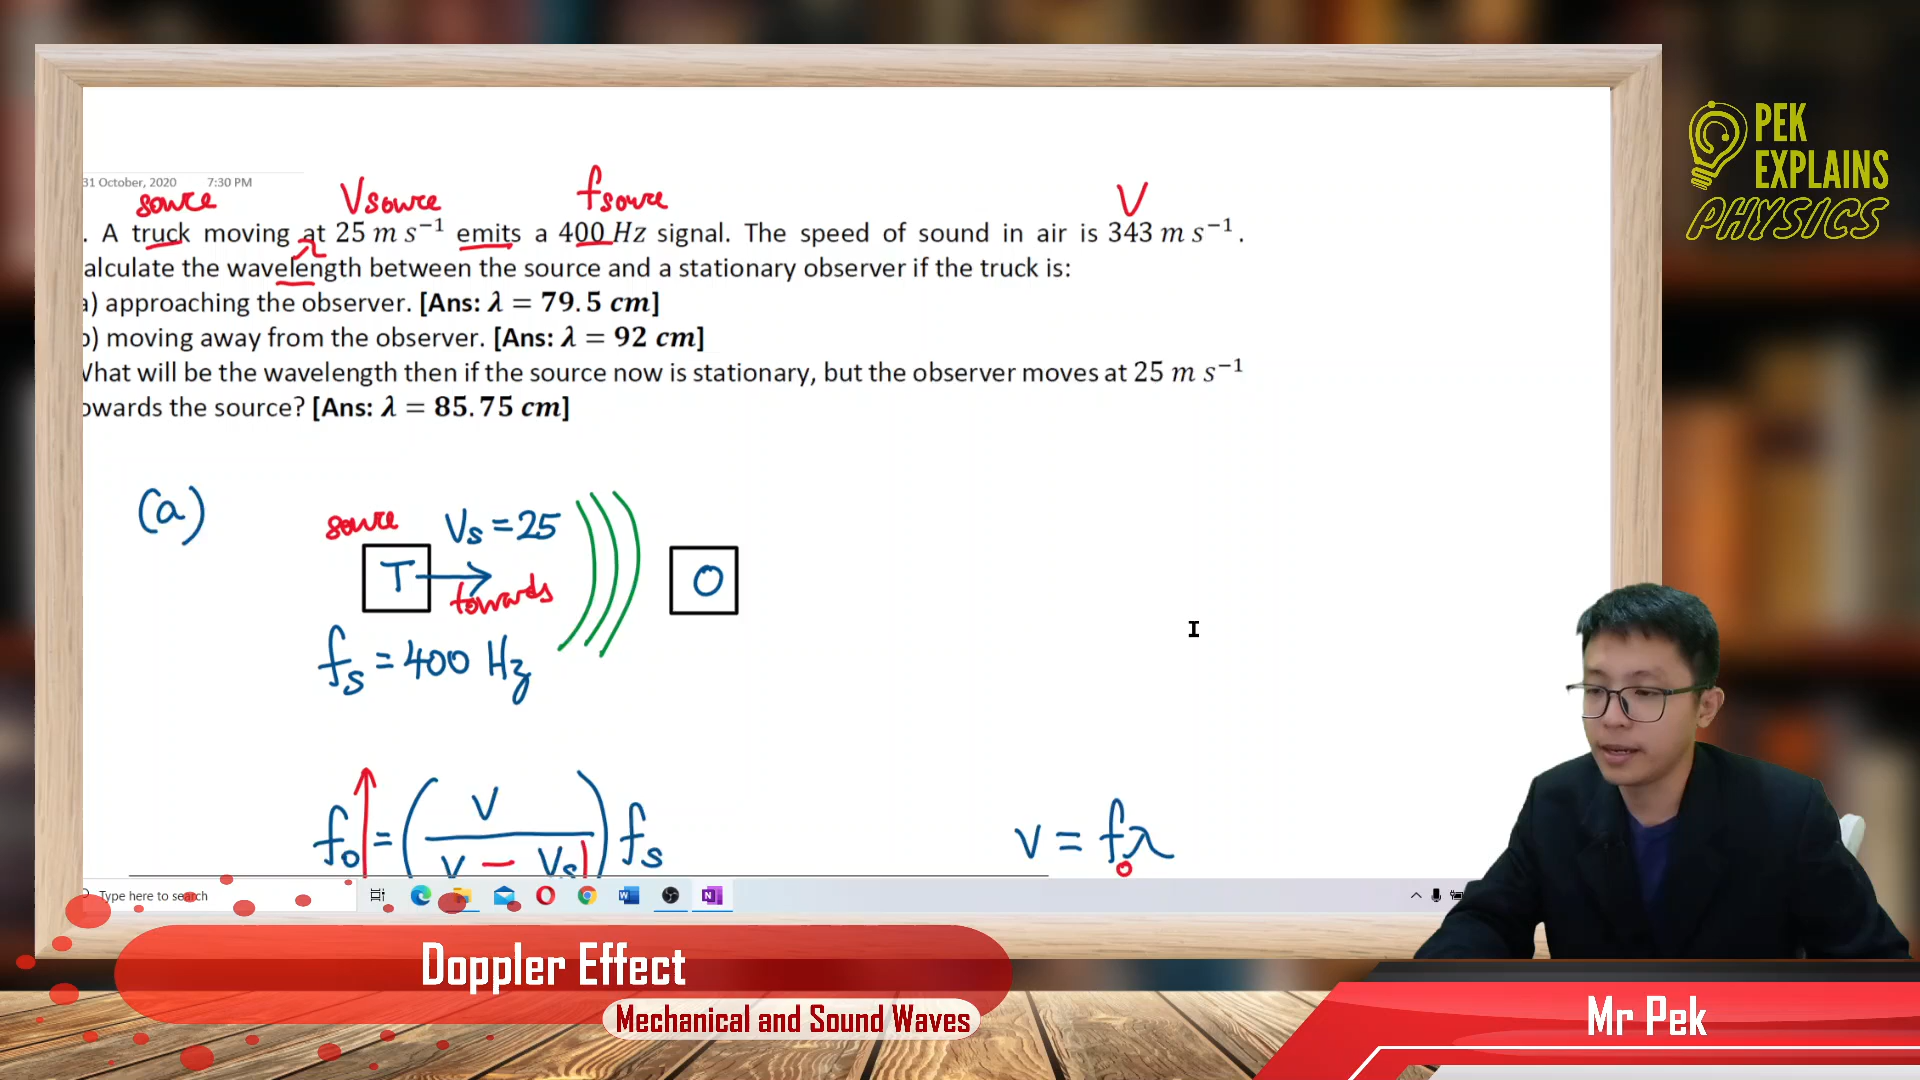 PEK
EXPLAINS
PHYSICS
31 October, 2020 7:30 PM
source Vsource fsource V
. A truck moving at 25 m s⁻¹ emits a 400 Hz signal. The speed of sound in air is 343 m s⁻¹.
λ
alculate the wavelength between the source and a stationary observer if the truck is:
a) approaching the observer. [Ans: λ = 79.5 cm]
b) moving away from the observer. [Ans: λ = 92 cm]
What will be the wavelength then if the source now is stationary, but the observer moves at 25 m s⁻¹
owards the source? [Ans: λ = 85.75 cm]
(a)
source Vs = 25
T O
towards
fs = 400 Hz
fo = (V / V − Vs) fs v = foλ
Type here to search
Doppler Effect
Mechanical and Sound Waves
Mr Pek